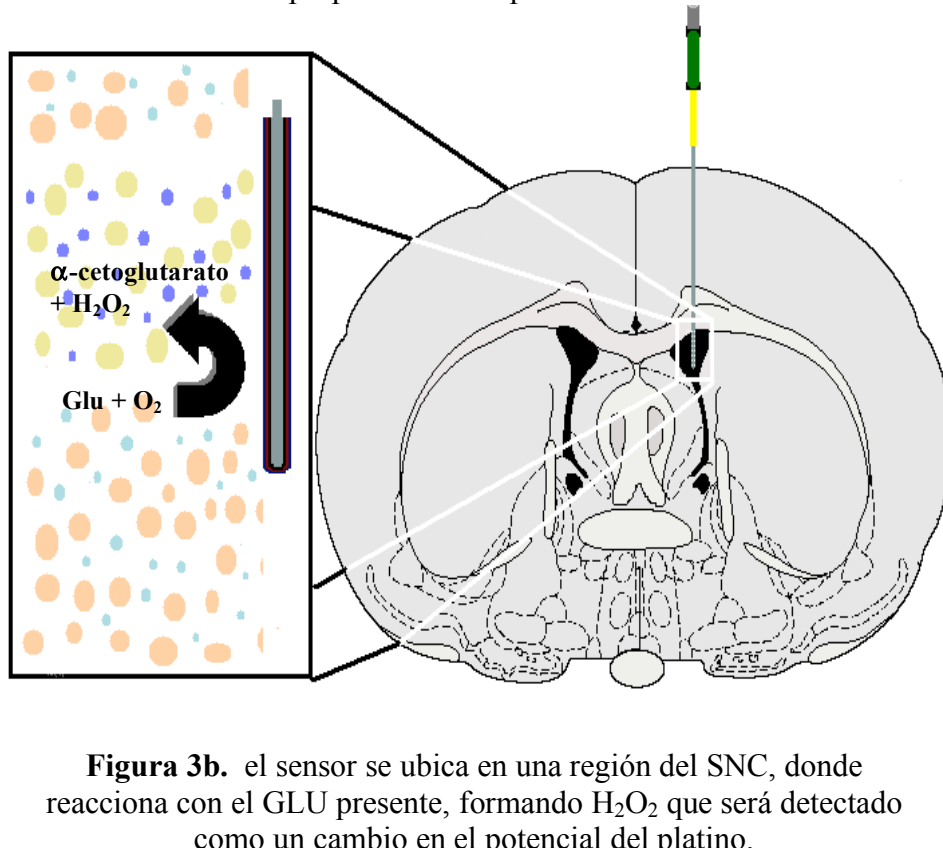 α-cetoglutarato
+ H₂O₂
Glu + O₂
Figura 3b. el sensor se ubica en una región del SNC, donde
reacciona con el GLU presente, formando H₂O₂ que será detectado
como un cambio en el potencial del platino.